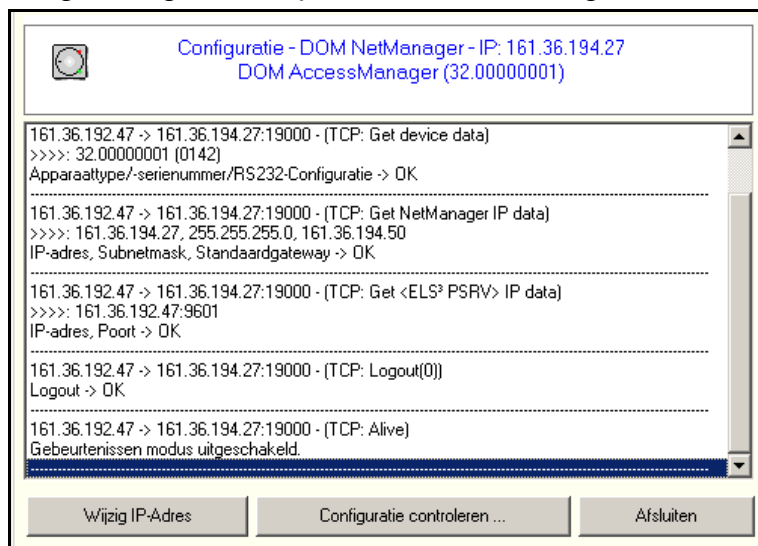 Configuratie - DOM NetManager - IP: 161.36.194.27
DOM AccessManager (32.00000001)
161.36.192.47 -> 161.36.194.27:19000 - (TCP: Get device data)
>>>>: 32.00000001 (0142)
Apparaattype/-serienummer/RS232-Configuratie -> OK
161.36.192.47 -> 161.36.194.27:19000 - (TCP: Get NetManager IP data)
>>>>: 161.36.194.27, 255.255.255.0, 161.36.194.50
IP-adres, Subnetmask, Standaardgateway -> OK
161.36.192.47 -> 161.36.194.27:19000 - (TCP: Get <ELS³ PSRV> IP data)
>>>>: 161.36.192.47:9601
IP-adres, Poort -> OK
161.36.192.47 -> 161.36.194.27:19000 - (TCP: Logout(0))
Logout -> OK
161.36.192.47 -> 161.36.194.27:19000 - (TCP: Alive)
Gebeurtenissen modus uitgeschakeld.
Wijzig IP-Adres
Configuratie controleren ...
Afsluiten